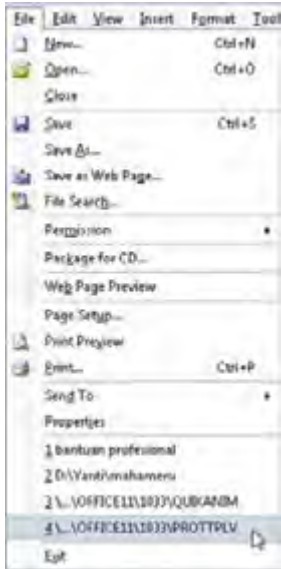 File Edit View Insert Format Tool
New... Ctrl+N
Open... Ctrl+O
Close
Save Ctrl+S
Save As...
Save as Web Page...
File Search...
Permission
Package for CD...
Web Page Preview
Page Setup...
Print Preview
Print... Ctrl+P
Send To
Properties
1 bantuan profesional
2 D:\Yanti\mahameru
3 \...\OFFICE11\1033\QUIKANIM
4 \...\OFFICE11\1033\PROTTPLV
Exit